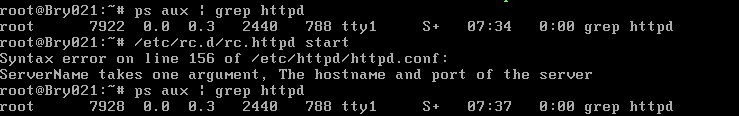 root@Bry021:~# ps aux | grep httpd
root      7922  0.0  0.3   2440   788 tty1     S+   07:34   0:00 grep httpd
root@Bry021:~# /etc/rc.d/rc.httpd start
Syntax error on line 156 of /etc/httpd/httpd.conf:
ServerName takes one argument, The hostname and port of the server
root@Bry021:~# ps aux | grep httpd
root      7928  0.0  0.3   2440   788 tty1     S+   07:37   0:00 grep httpd